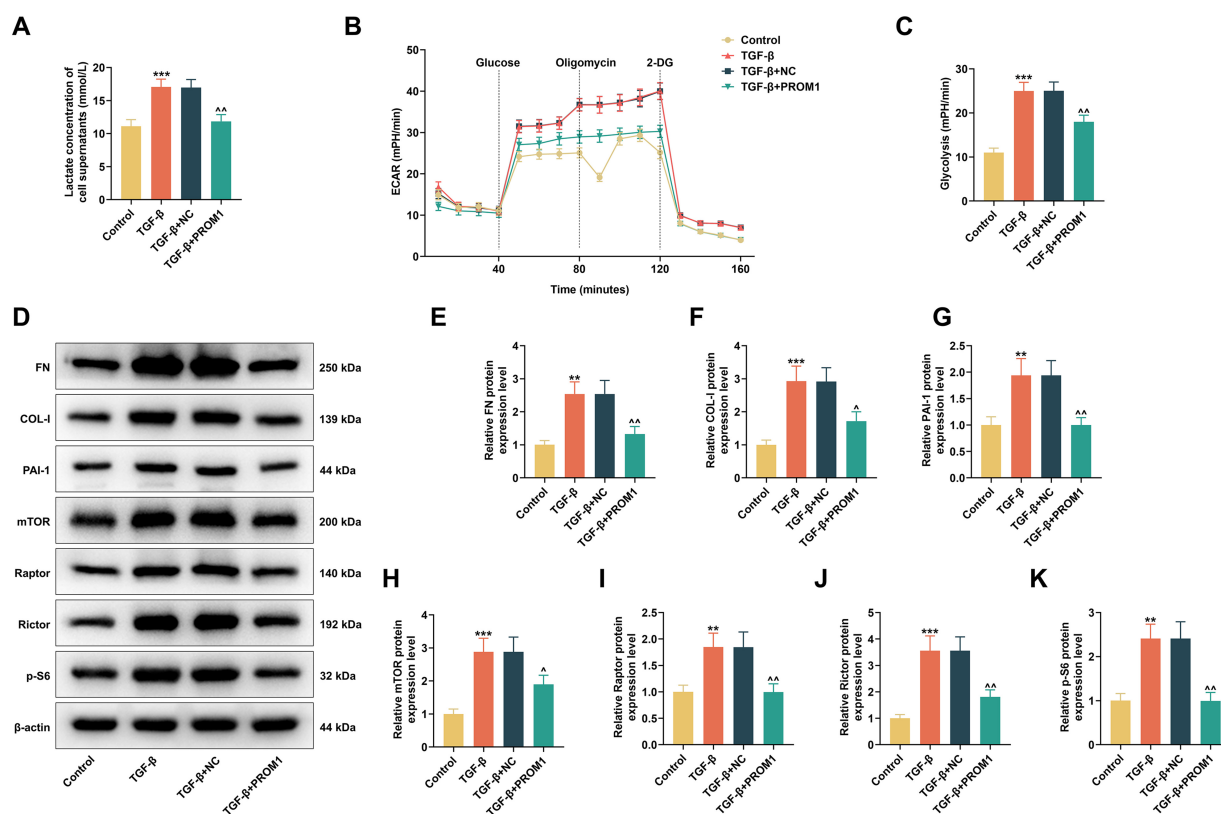 A
Lactate concentration of
cell supernatants (mmol/L)
20
15
10
5
0
***
^^
Control
TGF-β
TGF-β+NC
TGF-β+PROM1
B
ECAR (mPH/min)
50
40
30
20
10
0
Glucose
Oligomycin
2-DG
40
80
120
160
Time (minutes)
Control
TGF-β
TGF-β+NC
TGF-β+PROM1
C
Glycolysis (mPH/min)
30
20
10
0
***
^^
Control
TGF-β
TGF-β+NC
TGF-β+PROM1
D
FN 250 kDa
COL-I 139 kDa
PAI-1 44 kDa
mTOR 200 kDa
Raptor 140 kDa
Rictor 192 kDa
p-S6 32 kDa
β-actin 44 kDa
Control
TGF-β
TGF-β+NC
TGF-β+PROM1
E
Relative FN protein
expression level
4
3
2
1
0
**
^^
Control
TGF-β
TGF-β+NC
TGF-β+PROM1
F
Relative COL-I protein
expression level
4
3
2
1
0
***
^
Control
TGF-β
TGF-β+NC
TGF-β+PROM1
G
Relative PAI-1 protein
expression level
2.5
2.0
1.5
1.0
0.5
0.0
**
^^
Control
TGF-β
TGF-β+NC
TGF-β+PROM1
H
Relative mTOR protein
expression level
4
3
2
1
0
***
^
Control
TGF-β
TGF-β+NC
TGF-β+PROM1
I
Relative Raptor protein
expression level
2.5
2.0
1.5
1.0
0.5
0.0
**
^^
Control
TGF-β
TGF-β+NC
TGF-β+PROM1
J
Relative Rictor protein
expression level
5
4
3
2
1
0
***
^^
Control
TGF-β
TGF-β+NC
TGF-β+PROM1
K
Relative p-S6 protein
expression level
3
2
1
0
**
^^
Control
TGF-β
TGF-β+NC
TGF-β+PROM1